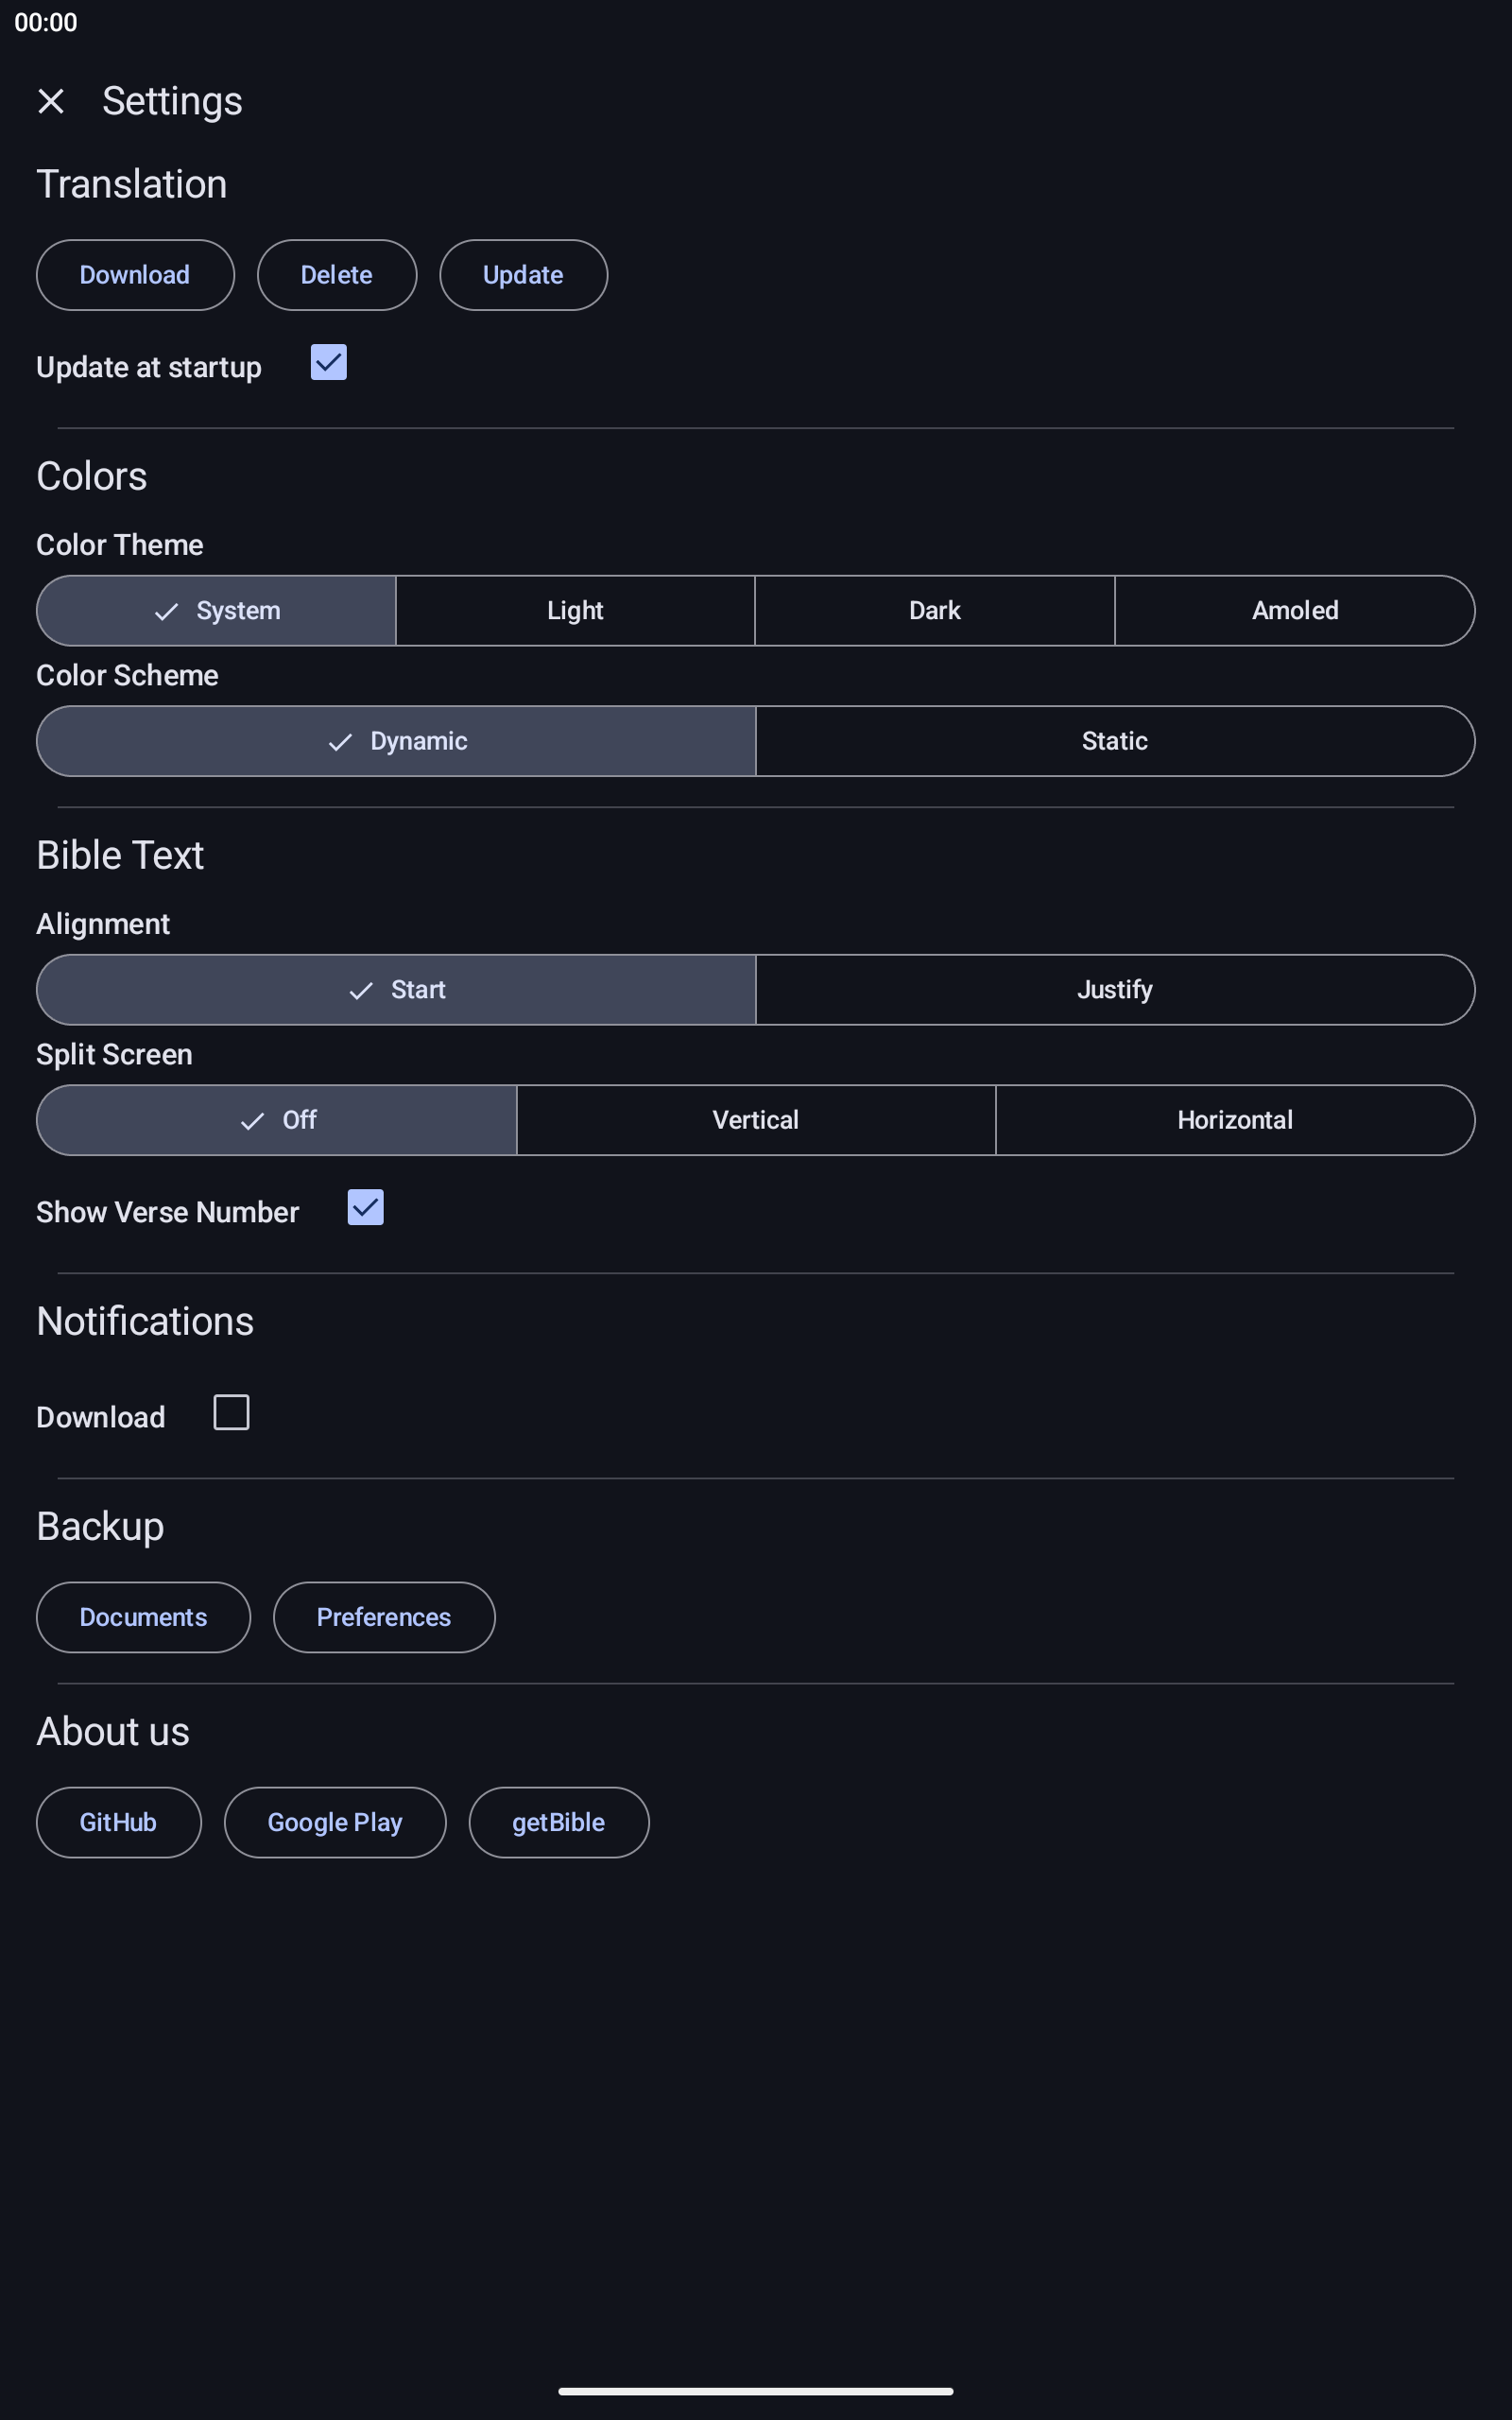 00:00
Settings
Translation
Download Delete Update
Update at startup
Colors
Color Theme
System Light Dark Amoled
Color Scheme
Dynamic Static
Bible Text
Alignment
Start Justify
Split Screen
Off Vertical Horizontal
Show Verse Number
Notifications
Download
Backup
Documents Preferences
About us
GitHub Google Play getBible